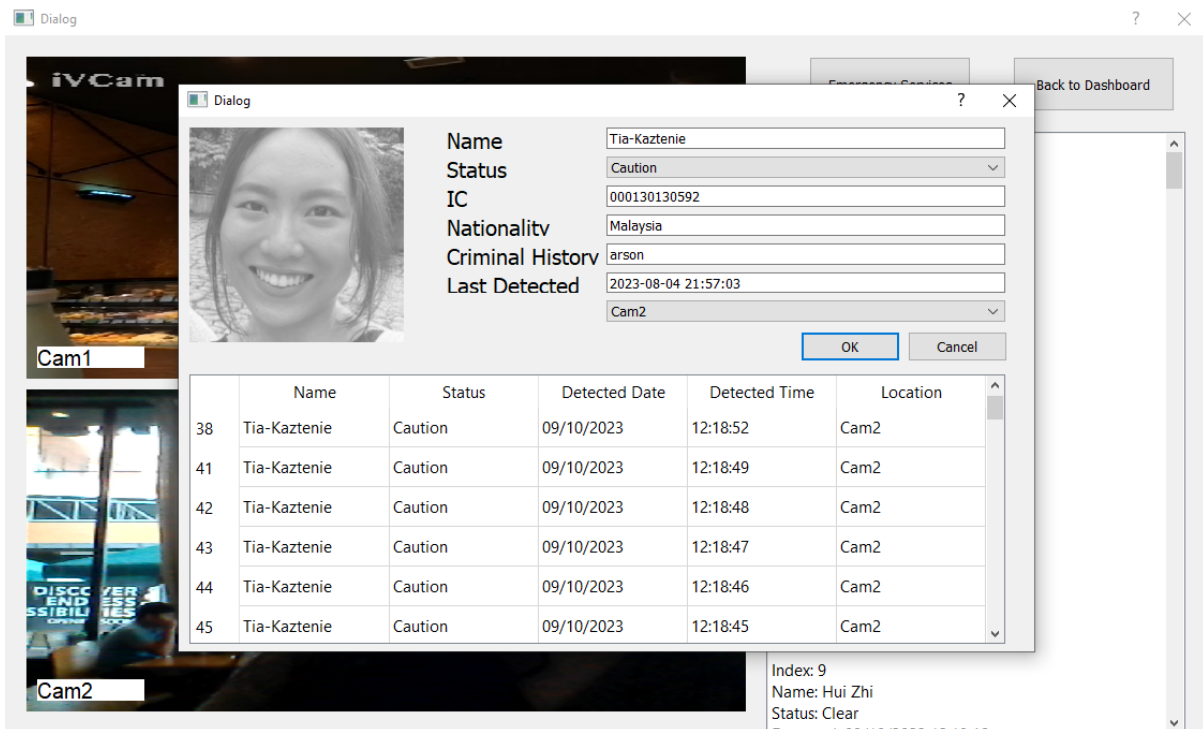 Dialog
?
iVCam
Emergency Services
Back to Dashboard
Dialog
?
Name Tia-Kaztenie
Status Caution
IC 000130130592
Nationality Malaysia
Criminal History arson
Last Detected 2023-08-04 21:57:03
Cam2
OK Cancel
Cam1
Name Status Detected Date Detected Time Location
38 Tia-Kaztenie Caution 09/10/2023 12:18:52 Cam2
41 Tia-Kaztenie Caution 09/10/2023 12:18:49 Cam2
42 Tia-Kaztenie Caution 09/10/2023 12:18:48 Cam2
43 Tia-Kaztenie Caution 09/10/2023 12:18:47 Cam2
44 Tia-Kaztenie Caution 09/10/2023 12:18:46 Cam2
45 Tia-Kaztenie Caution 09/10/2023 12:18:45 Cam2
DISCOVER
END ESS
SSIBILITIES
Cam2
Index: 9
Name: Hui Zhi
Status: Clear